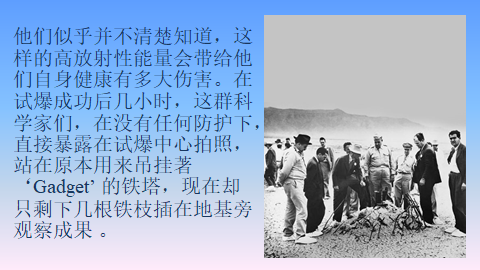 他们似乎并不清楚知道，这
样的高放射性能量会带给他
们自身健康有多大伤害。在
试爆成功后几小时，这群科
学家们，在没有任何防护下，
直接暴露在试爆中心拍照，
站在原本用来吊挂著
‘Gadget’ 的铁塔，现在却
只剩下几根铁枝插在地基旁
观察成果 。